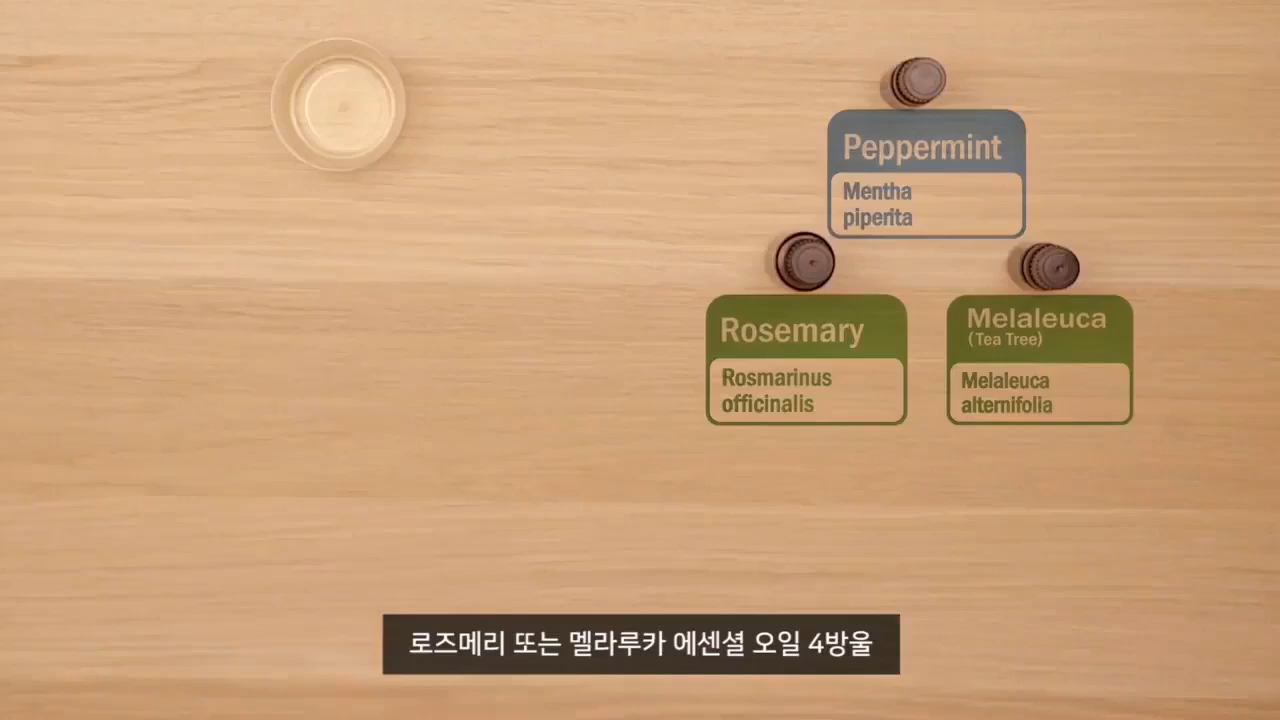 Peppermint
Mentha
piperita
Rosemary
Rosmarinus
officinalis
Melaleuca
(Tea Tree)
Melaleuca
alternifolia
로즈메리 또는 멜라루카 에센셜 오일 4방울